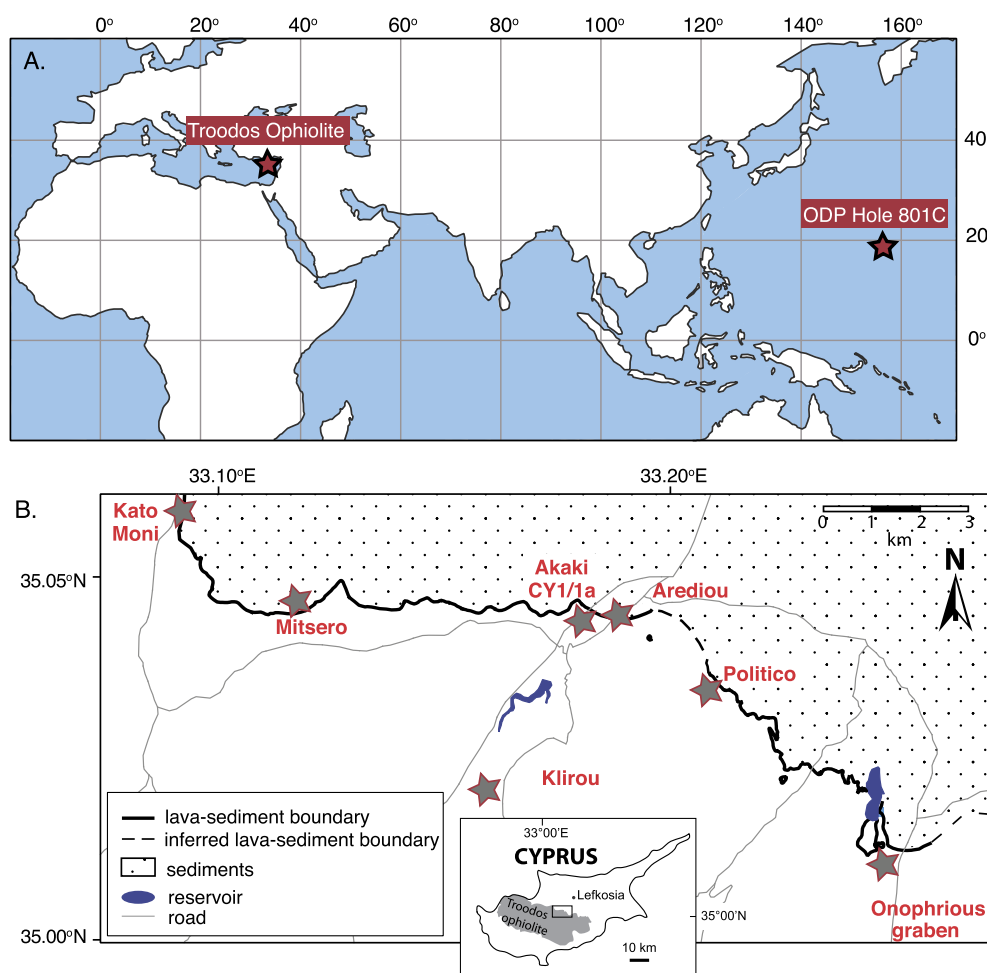 0° 20° 40° 60° 80° 100° 120° 140° 160°
A.
Troodos Ophiolite
40
ODP Hole 801C
20
0°
33.10°E 33.20°E
B.
Kato
Moni
0 1 2 3
km
N
35.05°N
Akaki
CY1/1a
Arediou
Mitsero
Politico
Klirou
lava-sediment boundary
inferred lava-sediment boundary
sediments
reservoir
road
33°00'E
CYPRUS
Lefkosia
Troodos
ophiolite
35°00'N
10 km
Onophrious
graben
35.00°N